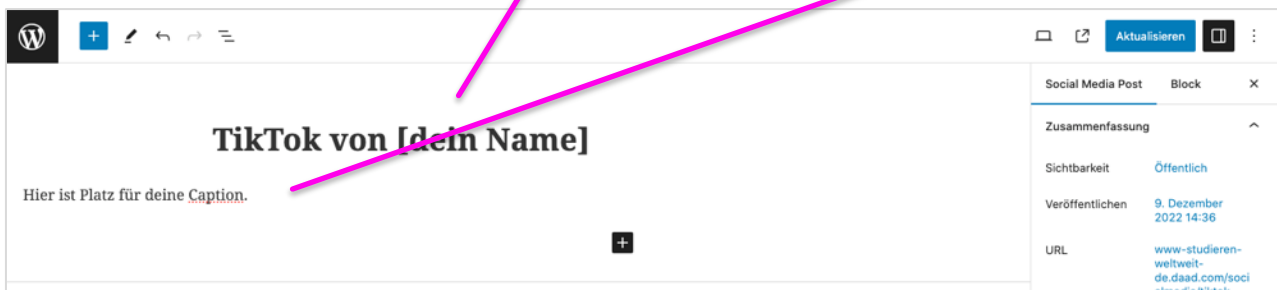 Aktualisieren
Social Media Post Block
TikTok von [dein Name]
Zusammenfassung
Sichtbarkeit Öffentlich
Hier ist Platz für deine Caption.
Veröffentlichen 9. Dezember
2022 14:36
URL www-studieren-
weltweit-
de.daad.com/soci